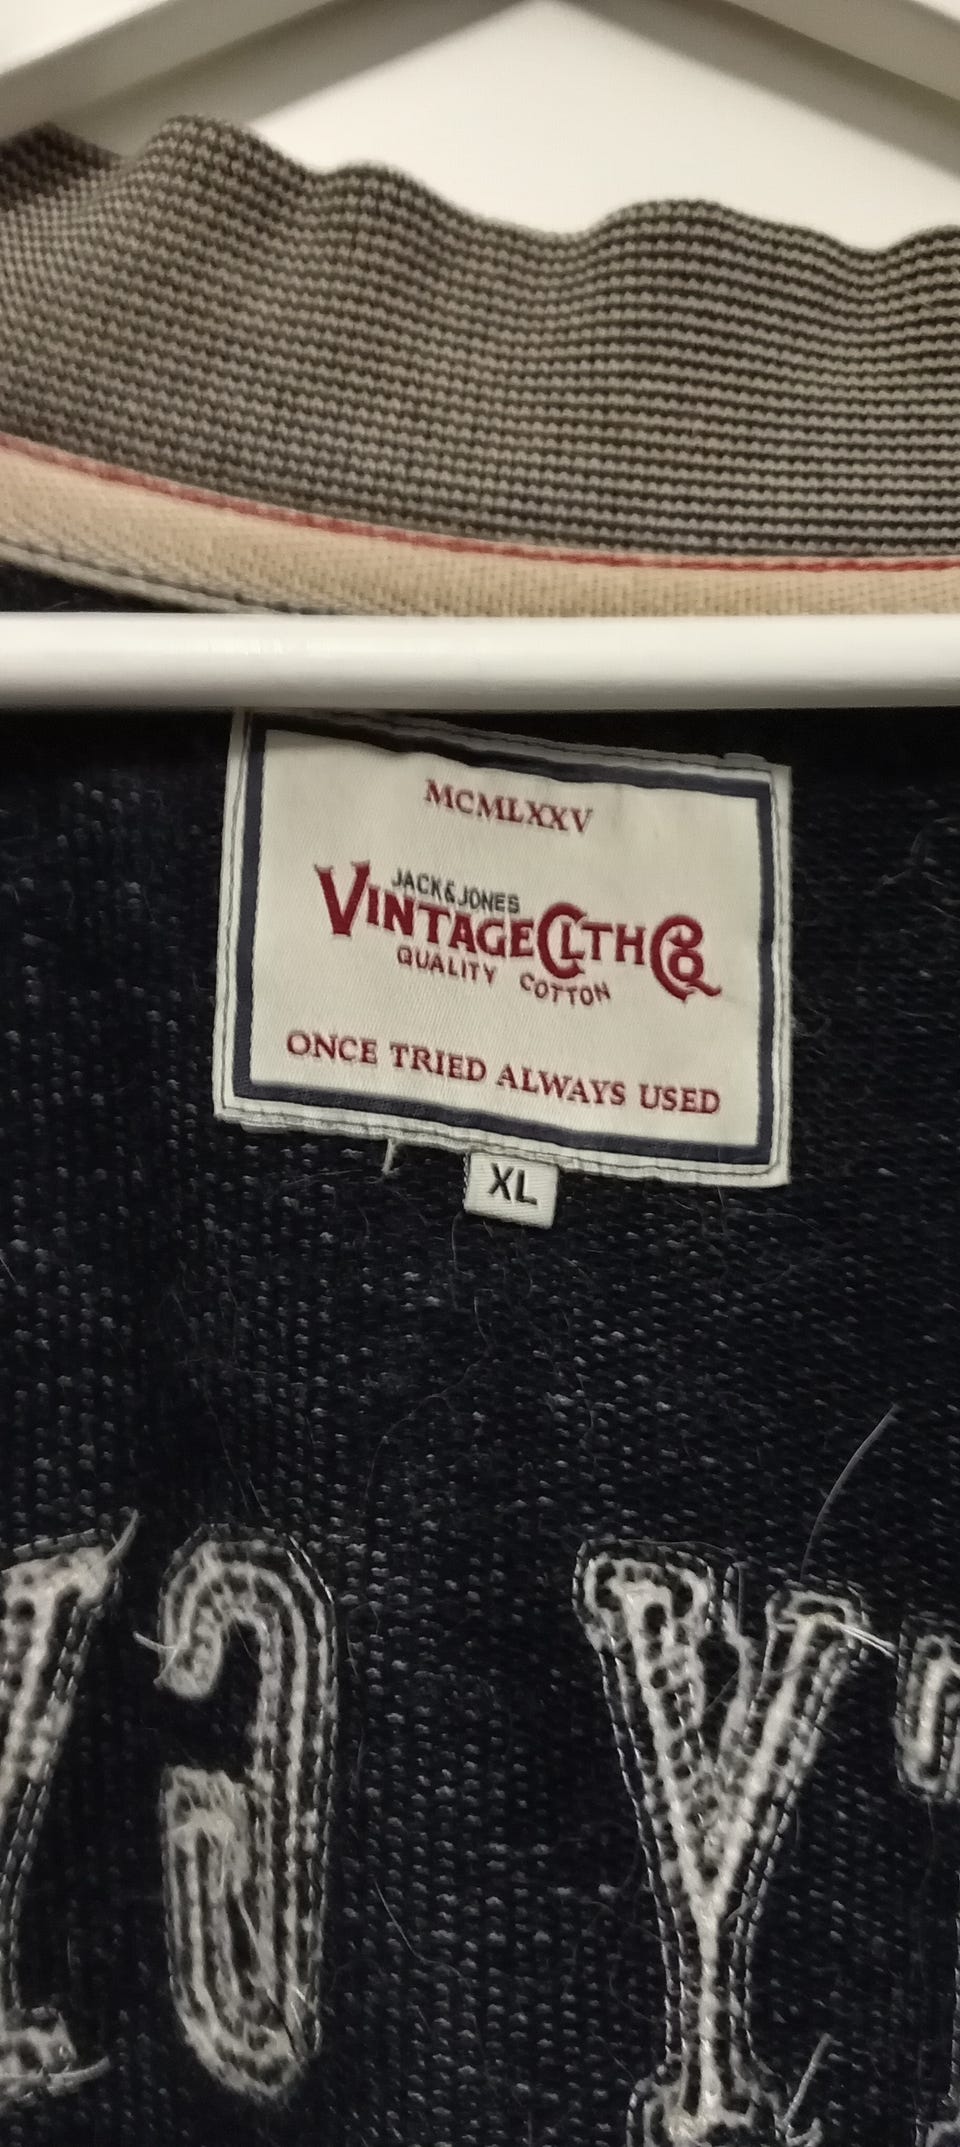 MCMLXXV
JACK&JONES
VINTAGE CLTH Co
QUALITY COTTON
ONCE TRIED ALWAYS USED
XL